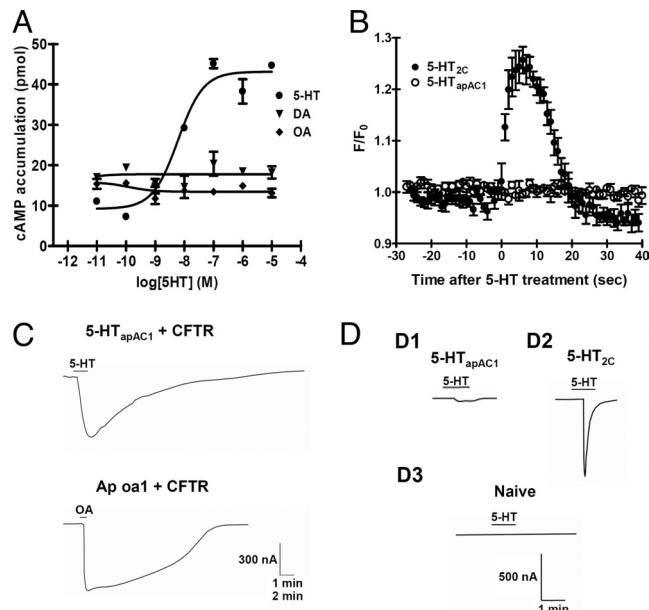 A
cAMP accumulation (pmol)
50
40
30
20
10
0
5-HT
DA
OA
-12 -11 -10 -9 -8 -7 -6 -5 -4
log[5HT] (M)
B
F/F0
1.3
1.2
1.1
1.0
0.9
5-HT2C
5-HTapAC1
-30 -20 -10 0 10 20 30 40
Time after 5-HT treatment (sec)
C
5-HTapAC1 + CFTR
5-HT
Ap oa1 + CFTR
OA
300 nA
1 min
2 min
D
D1
5-HTapAC1
5-HT
D2
5-HT2C
5-HT
D3
Naive
5-HT
500 nA
1 min